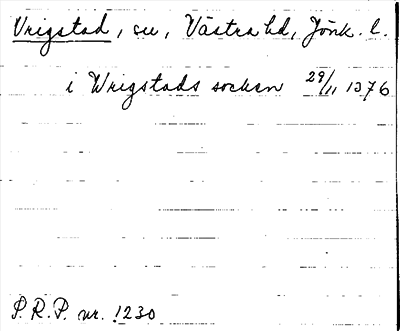 Vrigstad, sn, Västra hd, Jönk. l.
i Wrigstads socken 29/11 1376
S.R.P. nr. 1230